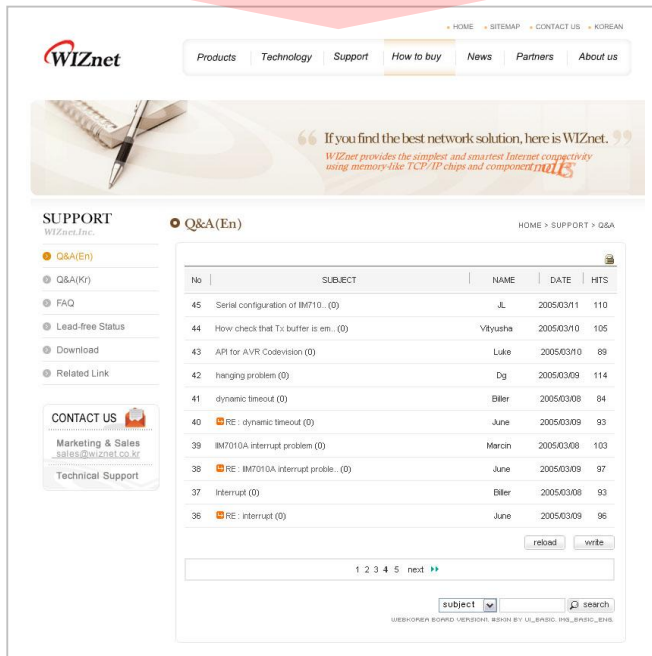 HOME SITEMAP CONTACT US KOREAN
WIZnet
Products Technology Support How to buy News Partners About us
“ If you find the best network solution, here is WIZnet. ”
WIZnet provides the simplest and smartest Internet connectivity
using memory-like TCP/IP chips and component
SUPPORT
WIZnet,Inc.
Q&A(En)
Q&A(Kr)
FAQ
Lead-free Status
Download
Related Link
CONTACT US
Marketing & Sales
sales@wiznet.co.kr
Technical Support
Q&A(En)
HOME > SUPPORT > Q&A
No SUBJECT NAME DATE HITS
45 Serial configuration of IIM710.. (0) JL 2005/03/11 110
44 How check that Tx buffer is em.. (0) Vityusha 2005/03/10 105
43 API for AVR Codevision (0) Luke 2005/03/10 89
42 hanging problem (0) Dg 2005/03/09 114
41 dynamic timeout (0) Biller 2005/03/08 84
40 RE : dynamic timeout (0) June 2005/03/09 93
39 IIM7010A interrupt problem (0) Marcin 2005/03/08 103
38 RE : IIM7010A interrupt proble.. (0) June 2005/03/09 97
37 Interrupt (0) Biller 2005/03/08 93
36 RE : interrupt (0) June 2005/03/09 96
reload write
1 2 3 4 5 next
subject search
WEBKOREA BOARD VERSION1. #SKIN BY UI_BASIC. IMG_BASIC_ENG.